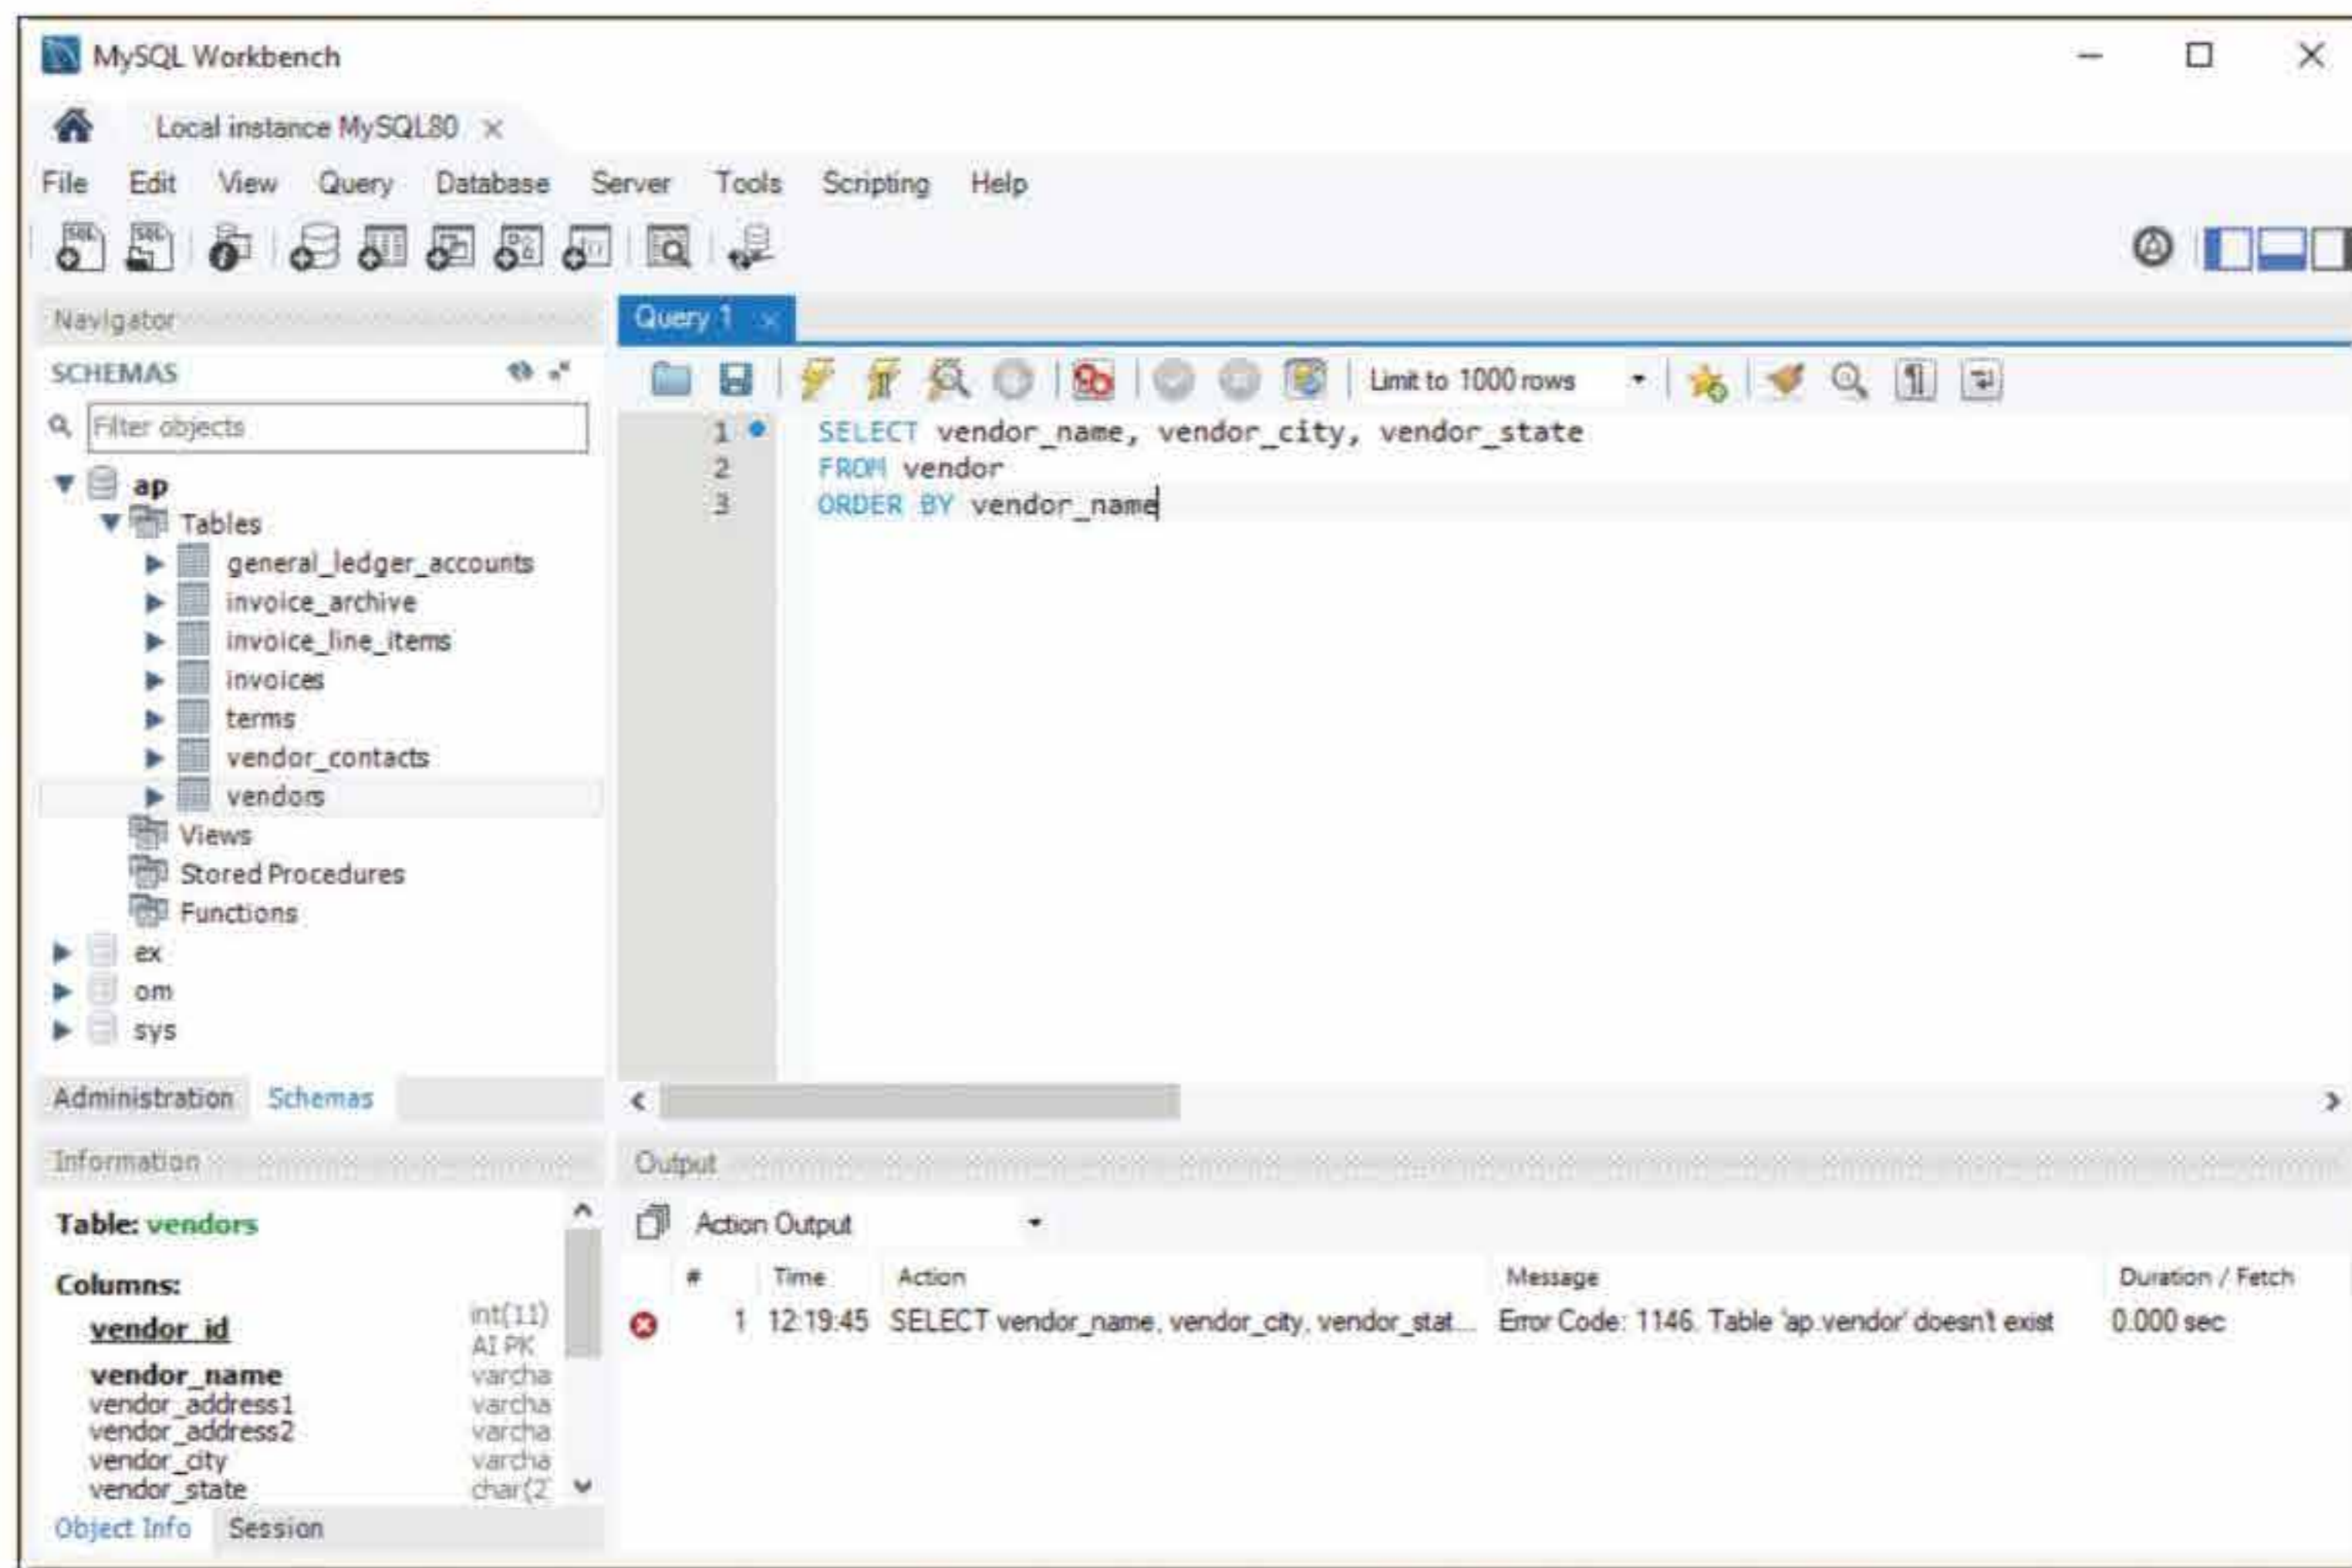 MySQL Workbench
Local instance MySQL80
File Edit View Query Database Server Tools Scripting Help
Navigator
SCHEMAS
Filter objects
ap
Tables
general_ledger_accounts
invoice_archive
invoice_line_items
invoices
terms
vendor_contacts
vendors
Views
Stored Procedures
Functions
ex
om
sys
Administration Schemas
Query 1
Limit to 1000 rows
1 SELECT vendor_name, vendor_city, vendor_state
2 FROM vendor
3 ORDER BY vendor_name
Information
Table: vendors
Columns:
vendor_id int(11)
AI PK
vendor_name varcha
vendor_address1 varcha
vendor_address2 varcha
vendor_city varcha
vendor_state char(2
Object Info Session
Output
Action Output
# Time Action Message Duration / Fetch
1 12:19:45 SELECT vendor_name, vendor_city, vendor_stat... Error Code: 1146. Table 'ap.vendor' doesn't exist 0.000 sec